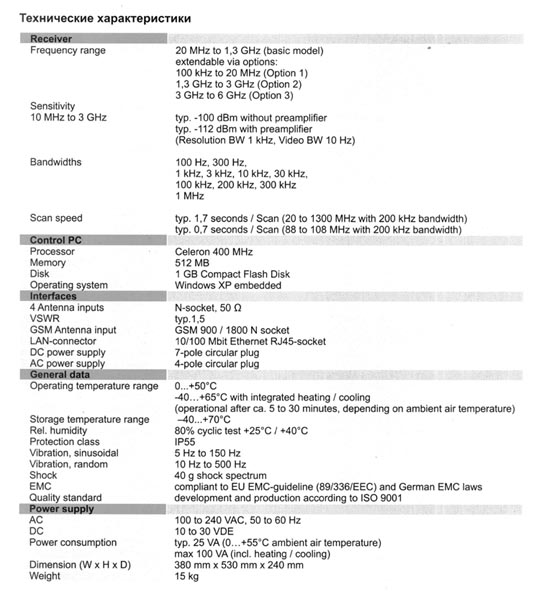 Технические характеристики
Receiver
Frequency range 20 MHz to 1,3 GHz (basic model)
extendable via options:
100 kHz to 20 MHz (Option 1)
1,3 GHz to 3 GHz (Option 2)
3 GHz to 6 GHz (Option 3)
Sensitivity
10 MHz to 3 GHz typ. -100 dBm without preamplifier
typ. -112 dBm with preamplifier
(Resolution BW 1 kHz, Video BW 10 Hz)
Bandwidths 100 Hz, 300 Hz,
1 kHz, 3 kHz, 10 kHz, 30 kHz,
100 kHz, 200 kHz, 300 kHz
1 MHz
Scan speed typ. 1,7 seconds / Scan (20 to 1300 MHz with 200 kHz bandwidth)
typ. 0,7 seconds / Scan (88 to 108 MHz with 200 kHz bandwidth)
Control PC
Processor Celeron 400 MHz
Memory 512 MB
Disk 1 GB Compact Flash Disk
Operating system Windows XP embedded
Interfaces
4 Antenna inputs N-socket, 50 Ω
VSWR typ.1,5
GSM Antenna input GSM 900 / 1800 N socket
LAN-connector 10/100 Mbit Ethernet RJ45-socket
DC power supply 7-pole circular plug
AC power supply 4-pole circular plug
General data
Operating temperature range 0...+50°C
-40...+65°C with integrated heating / cooling
(operational after ca. 5 to 30 minutes, depending on ambient air temperature)
Storage temperature range –40...+70°C
Rel. humidity 80% cyclic test +25°C / +40°C
Protection class IP55
Vibration, sinusoidal 5 Hz to 150 Hz
Vibration, random 10 Hz to 500 Hz
Shock 40 g shock spectrum
EMC compliant to EU EMC-guideline (89/336/EEC) and German EMC laws
Quality standard development and production according to ISO 9001
Power supply
AC 100 to 240 VAC, 50 to 60 Hz
DC 10 to 30 VDE
Power consumption typ. 25 VA (0...+55°C ambient air temperature)
max 100 VA (incl. heating / cooling)
Dimension (W x H x D) 380 mm x 530 mm x 240 mm
Weight 15 kg